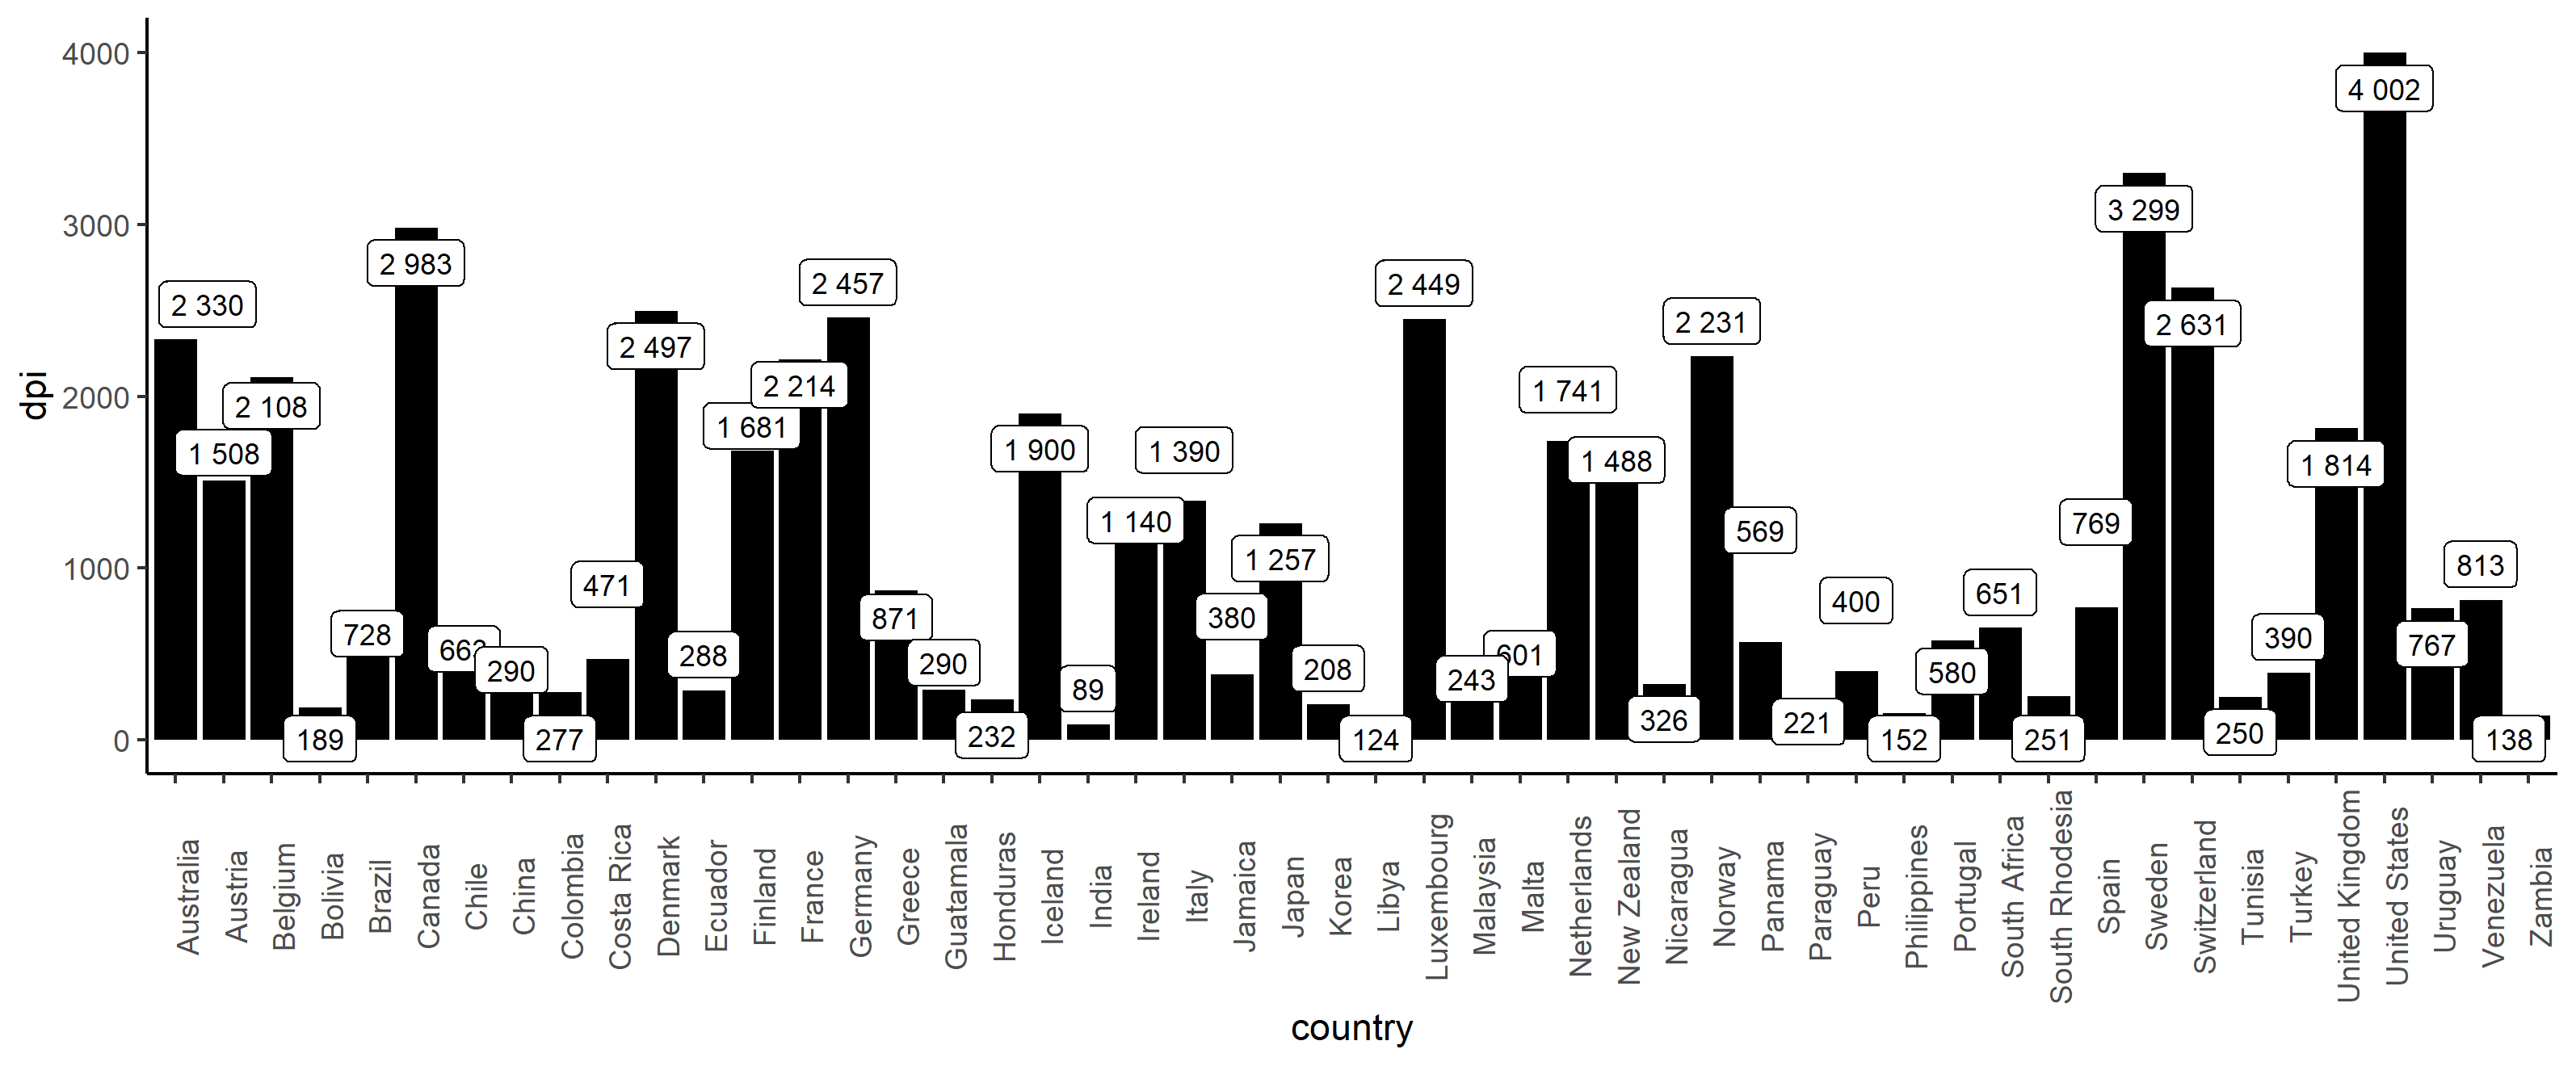 dpi
4000
3000
2000
1000
0
2 330
1 508
2 108
189
728
2 983
290
277
471
2 497
288
1 681
2 214
2 457
871
290
232
1 900
89
1 140
1 390
380
1 257
208
124
2 449
243
601
1 741
1 488
326
2 231
569
221
400
152
580
651
251
769
3 299
2 631
250
390
1 814
4 002
767
813
138
Australia
Austria
Belgium
Bolivia
Brazil
Canada
Chile
China
Colombia
Costa Rica
Denmark
Ecuador
Finland
France
Germany
Greece
Guatamala
Honduras
Iceland
India
Ireland
Italy
Jamaica
Japan
Korea
Libya
Luxembourg
Malaysia
Malta
Netherlands
New Zealand
Nicaragua
Norway
Panama
Paraguay
Peru
Philippines
Portugal
South Africa
South Rhodesia
Spain
Sweden
Switzerland
Tunisia
Turkey
United Kingdom
United States
Uruguay
Venezuela
Zambia
country